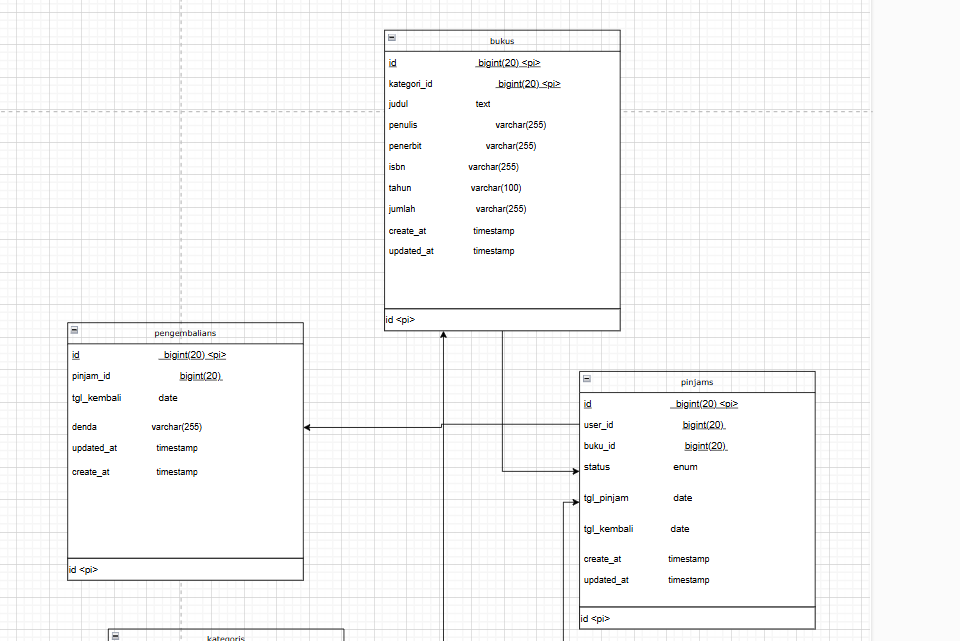 bukus
id bigint(20) <pi>
kategori_id bigint(20) <pi>
judul text
penulis varchar(255)
penerbit varchar(255)
isbn varchar(255)
tahun varchar(100)
jumlah varchar(255)
create_at timestamp
updated_at timestamp
id <pi>
pengembalians
id bigint(20) <pi>
pinjam_id bigint(20)
tgl_kembali date
denda varchar(255)
updated_at timestamp
create_at timestamp
id <pi>
pinjams
id bigint(20) <pi>
user_id bigint(20)
buku_id bigint(20)
status enum
tgl_pinjam date
tgl_kembali date
create_at timestamp
updated_at timestamp
id <pi>
kategoris